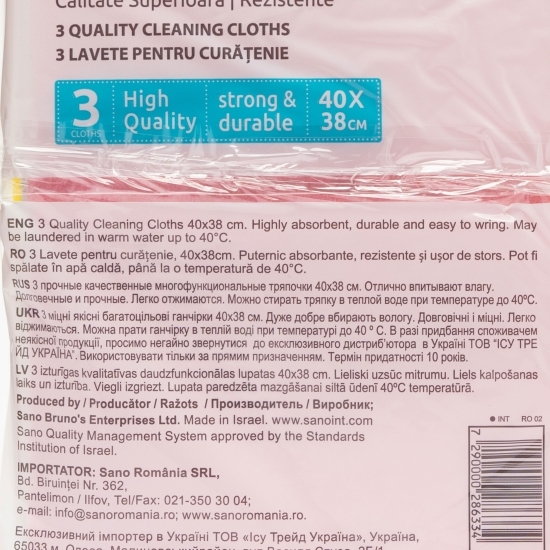 Calitate Superioară | Rezistente
3 QUALITY CLEANING CLOTHS
3 LAVETE PENTRU CURĂȚENIE
3
CLOTHS
High
Quality
strong &
durable
40X
38CM
ENG 3 Quality Cleaning Cloths 40x38 cm. Highly absorbent, durable and easy to wring. May
be laundered in warm water up to 40°C.
RO 3 Lavete pentru curăţenie, 40x38cm. Puternic absorbante, rezistente şi uşor de stors. Pot fi
spălate în apă caldă, până la o temperatură de 40°C.
RUS 3 прочные качественные многофункциональные тряпочки 40x38 см. Отлично впитывают влагу.
Долговечные и прочные. Легко отжимаются. Можно стирать тряпку в теплой воде при температуре до 40ºC.
UKR 3 міцні якісні багатоцільові ганчірки 40x38 см. Дуже добре вбирають вологу. Довговічні і міцні. Легко
віджимаються. Можна прати ганчірку в теплій воді при температурі до 40 º C. В разі придбання споживачем
неякісної продукції, просимо негайно звернутися до ексклюзивного дистриб'ютора в Україні ТОВ "ІСУ ТРЕ
ЙД УКРАЇНА". Використовувати тільки за прямим призначенням. Термін придатності 10 років.
LV 3 izturīgas kvalitatīvas daudzfunkcionālas lupatas 40x38 cm. Lieliski uzsūc mitrumu. Liels kalpošanas
laiks un izturība. Viegli izgriezt. Lupata paredzēta mazgāšanai siltā ūdenī 40ºC temperatūrā.
Produced by / Producător / Ražots / Производитель / Виробник;
Sano Bruno's Enterprises Ltd. Made in Israel. www.sanoint.com
Sano Quality Management System approved by the Standards
Institution of Israel.
INT RO 02
IMPORTATOR: Sano România SRL,
Bd. Biruinţei Nr. 362,
Pantelimon / Ilfov, Tel/Fax: 021-350 30 04;
e-mail: info@sanoromania.ro, www.sanoromania.ro.
7290000286334
Ексклюзивний імпортер в Україні ТОВ «Ісу Трейд Україна», Україна,
65033 м. Одеса,